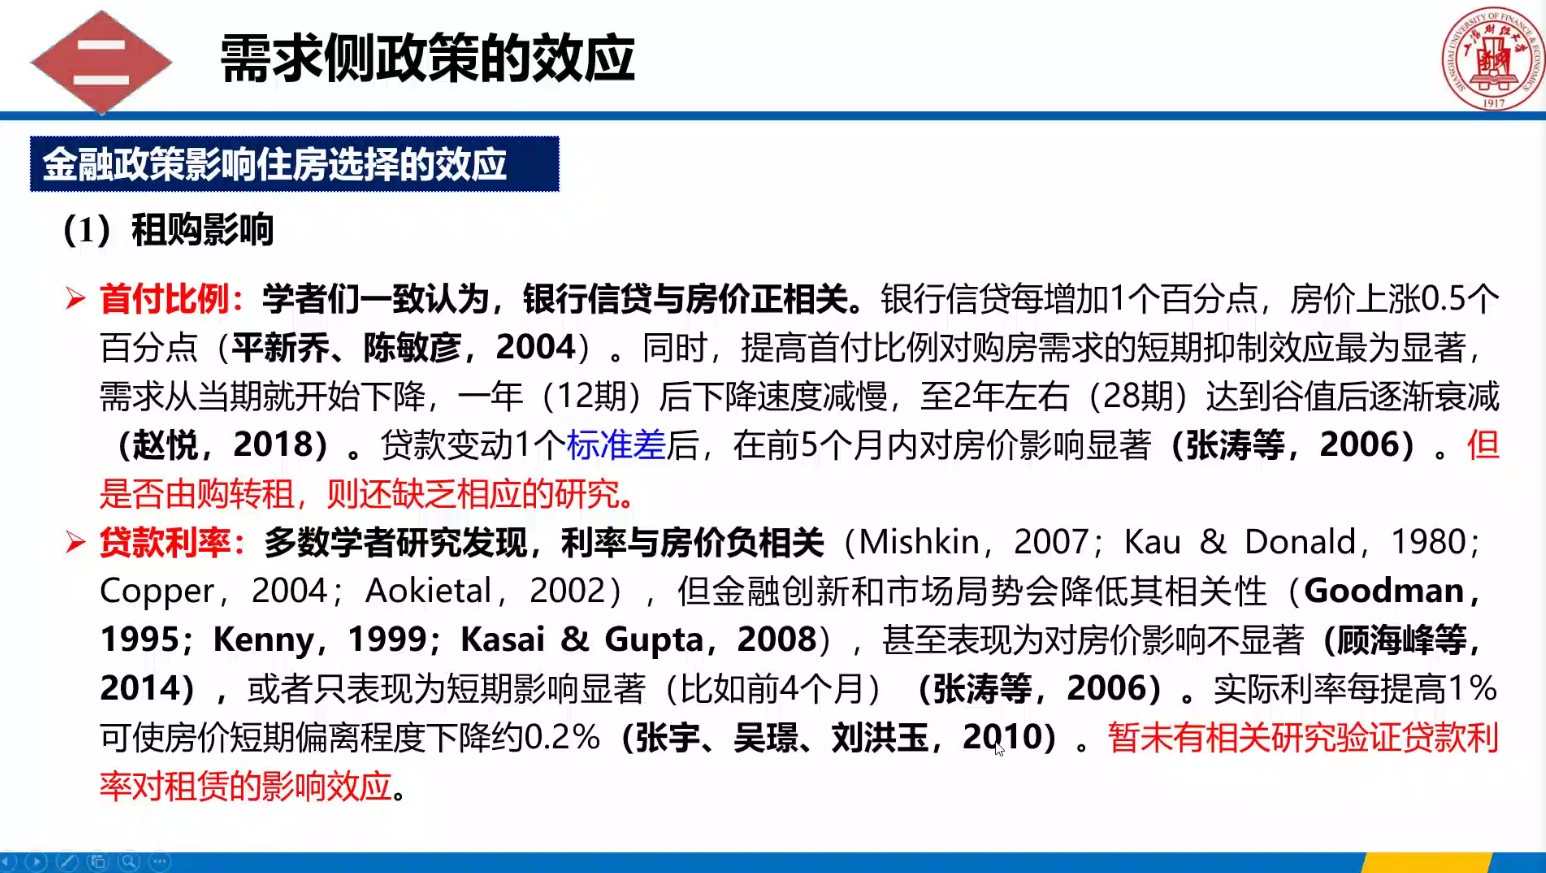 二
需求侧政策的效应
SHANGHAI UNIVERSITY OF FINANCE & ECONOMICS
上海财经大学
1917
金融政策影响住房选择的效应
（1）租购影响
➢ 首付比例：学者们一致认为，银行信贷与房价正相关。银行信贷每增加1个百分点，房价上涨0.5个
百分点（平新乔、陈敏彦，2004）。同时，提高首付比例对购房需求的短期抑制效应最为显著，
需求从当期就开始下降，一年（12期）后下降速度减慢，至2年左右（28期）达到谷值后逐渐衰减
（赵悦，2018）。贷款变动1个标准差后，在前5个月内对房价影响显著（张涛等，2006）。但
是否由购转租，则还缺乏相应的研究。
➢ 贷款利率：多数学者研究发现，利率与房价负相关（Mishkin，2007；Kau & Donald，1980；
Copper，2004；Aokietal，2002），但金融创新和市场局势会降低其相关性（Goodman，
1995；Kenny，1999；Kasai & Gupta，2008），甚至表现为对房价影响不显著（顾海峰等，
2014），或者只表现为短期影响显著（比如前4个月）（张涛等，2006）。实际利率每提高1%
可使房价短期偏离程度下降约0.2%（张宇、吴璟、刘洪玉，2010）。暂未有相关研究验证贷款利
率对租赁的影响效应。